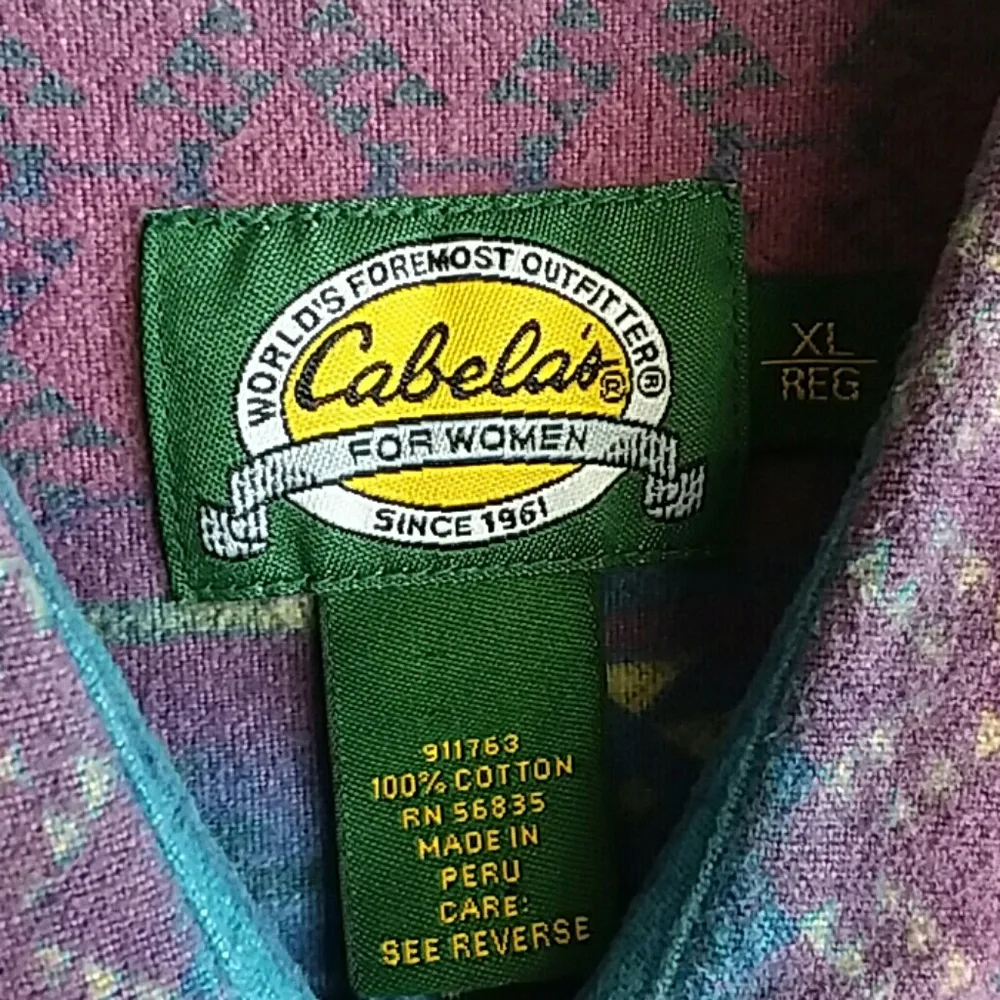 WORLD'S FOREMOST OUTFITTER®
Cabela's®
FOR WOMEN
SINCE 1961
XL
REG
911763
100% COTTON
RN 56835
MADE IN
PERU
CARE:
SEE REVERSE